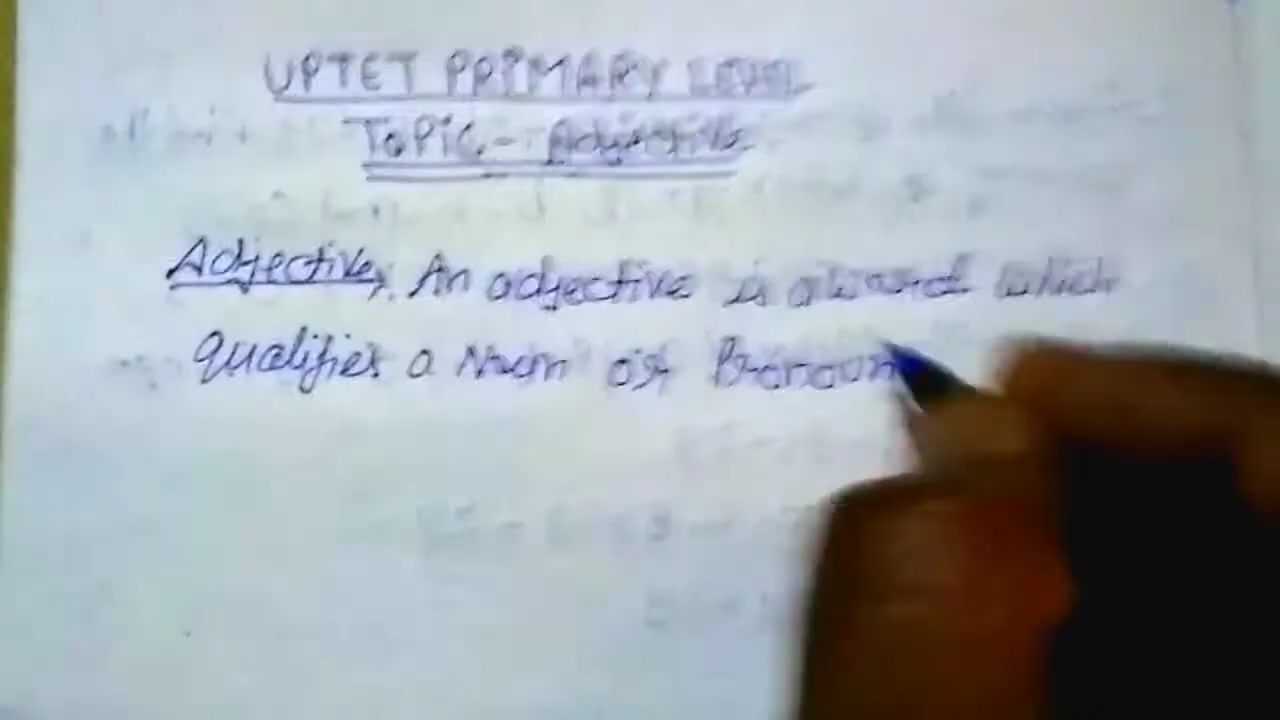 UPTET PRIMARY LEVEL
Topic - Adjective
Adjective, An adjective is a word which
qualifies a Noun or Pronoun